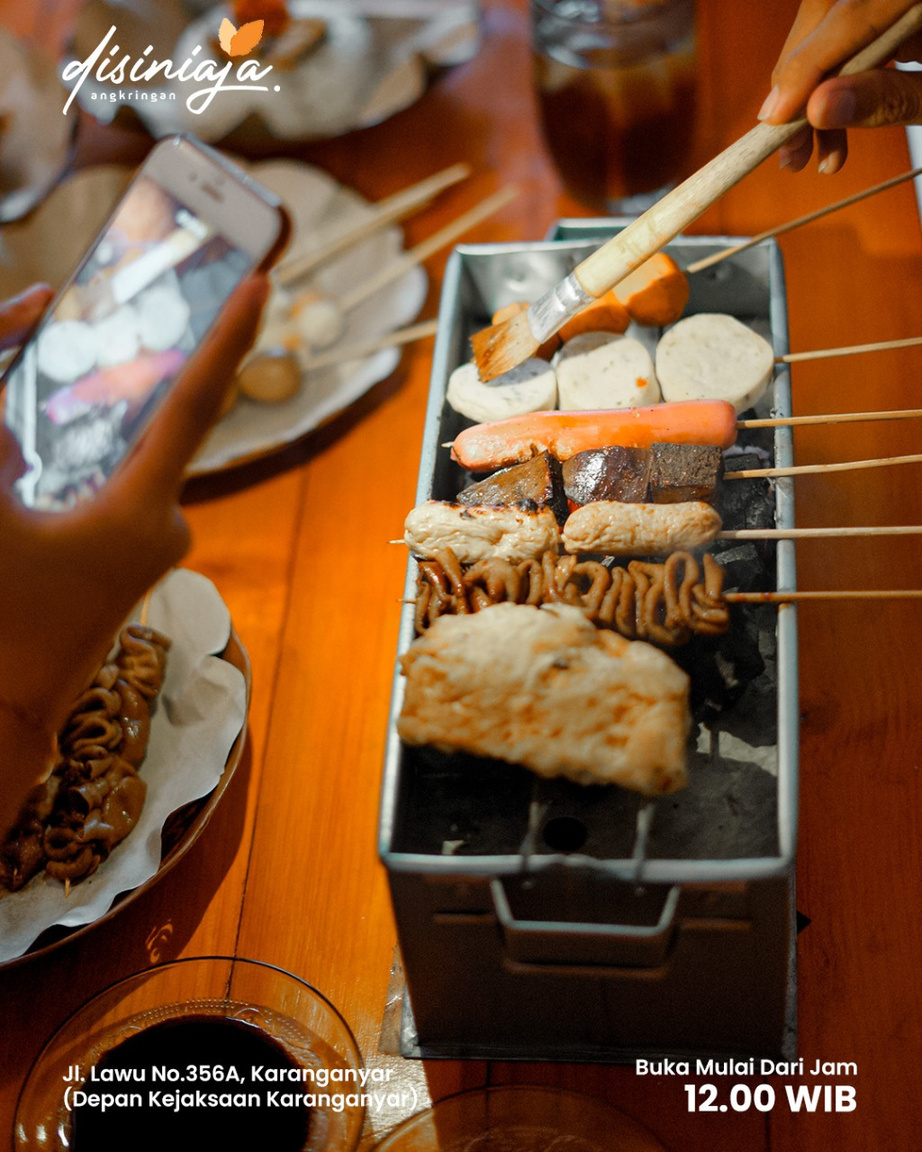 disiniaja.
angkringan
Jl. Lawu No.356A, Karanganyar
(Depan Kejaksaan Karanganyar)
Buka Mulai Dari Jam
12.00 WIB